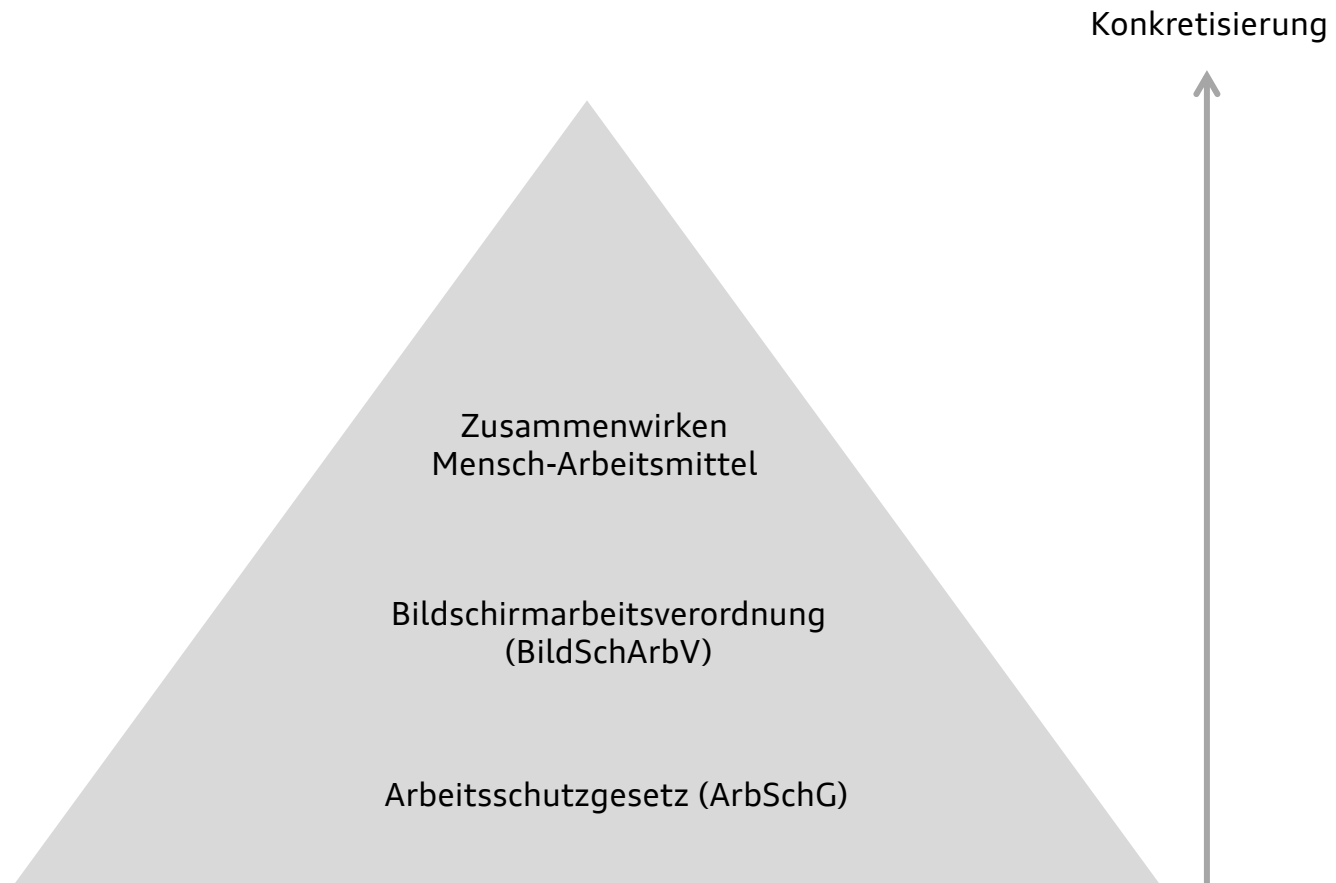 Konkretisierung
Zusammenwirken
Mensch-Arbeitsmittel
Bildschirmarbeitsverordnung
(BildSchArbV)
Arbeitsschutzgesetz (ArbSchG)